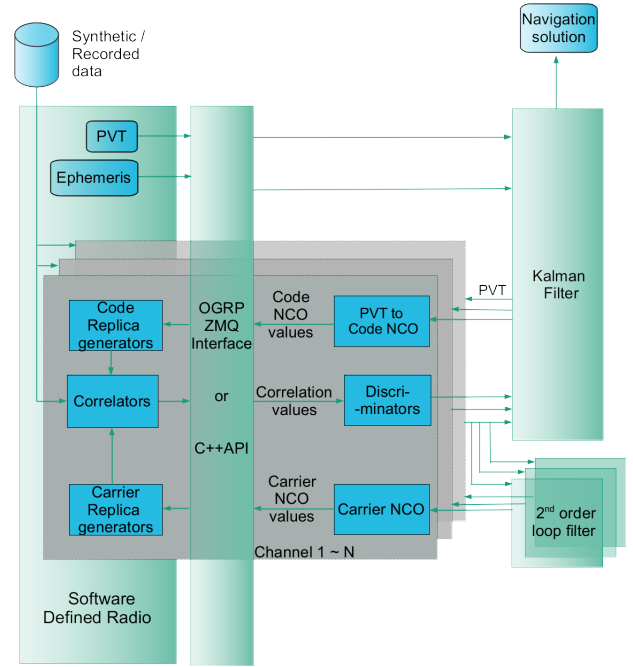 Synthetic /
Recorded
data
Navigation
solution
PVT
Ephemeris
Kalman
Filter
PVT
Code
Replica
generators
OGRP
ZMQ
Interface
or
C++API
Code
NCO
values
PVT to
Code NCO
Correlators
Correlation
values
Discri-
-minators
Carrier
Replica
generators
Carrier
NCO
values
Carrier NCO
2nd order
loop filter
Channel 1 ~ N
Software
Defined Radio